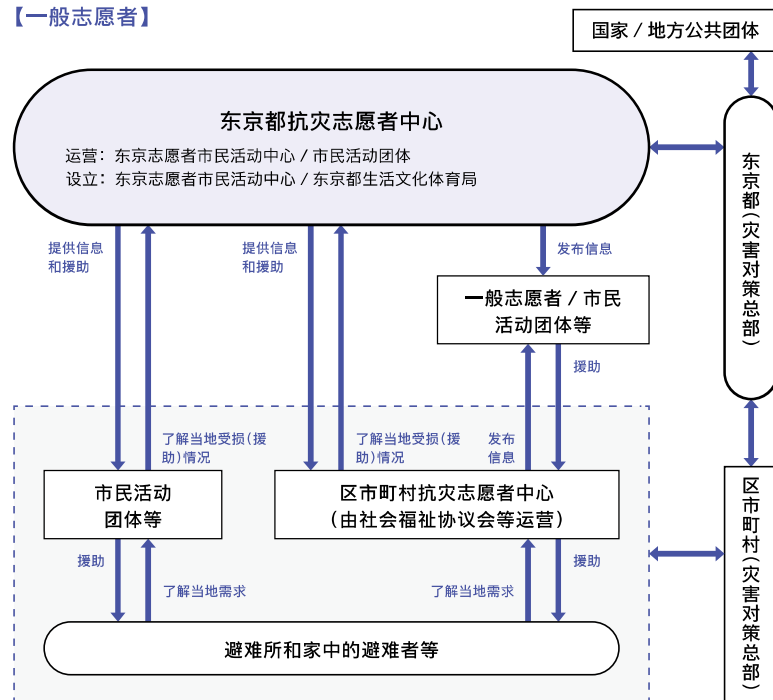 【一般志愿者】
国家 / 地方公共团体
东京都抗灾志愿者中心
运营：东京志愿者市民活动中心 / 市民活动团体
设立：东京志愿者市民活动中心 / 东京都生活文化体育局
东京都(灾害对策总部)
提供信息
和援助
提供信息
和援助
发布信息
一般志愿者 / 市民
活动团体等
援助
了解当地受损(援
助)情况
了解当地受损(援
助)情况
发布
信息
市民活动
团体等
区市町村抗灾志愿者中心
(由社会福祉协议会等运营)
区市町村(灾害对策总部)
援助
了解当地需求
了解当地需求
援助
避难所和家中的避难者等